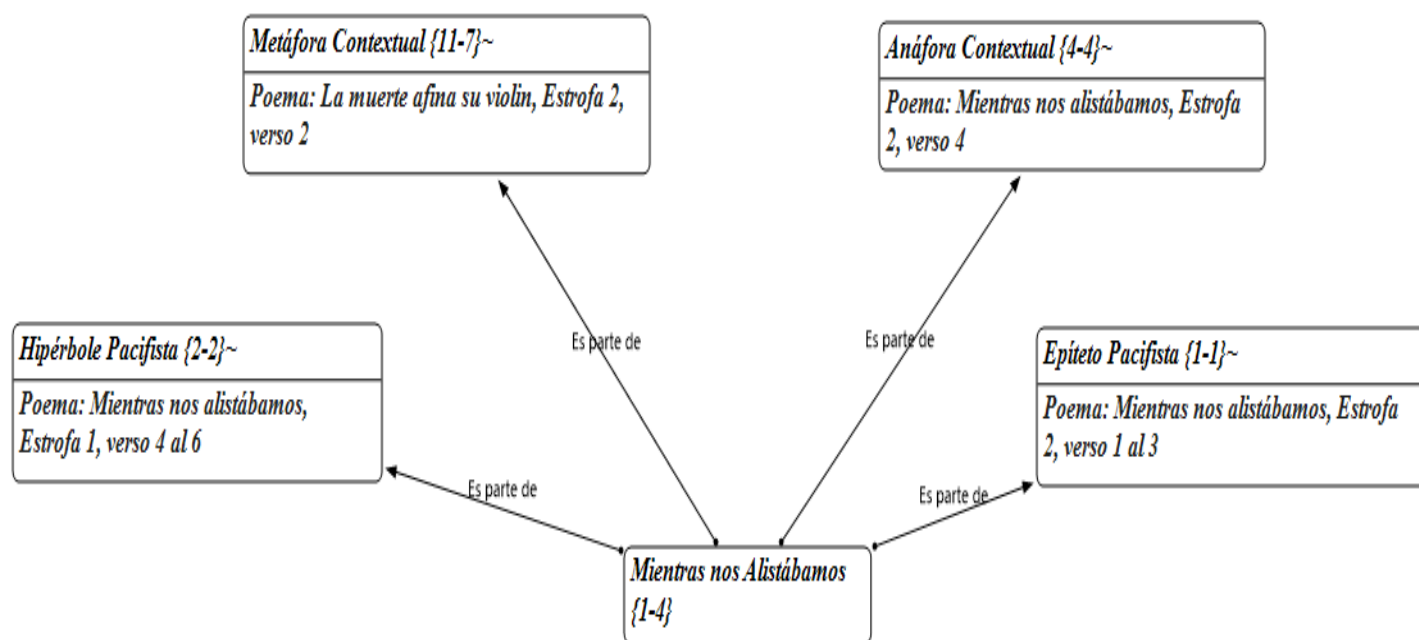 Metáfora Contextual {11-7}~
Poema: La muerte afina su violin, Estrofa 2,
verso 2
Anáfora Contextual {4-4}~
Poema: Mientras nos alistábamos, Estrofa
2, verso 4
Hipérbole Pacifista {2-2}~
Poema: Mientras nos alistábamos,
Estrofa 1, verso 4 al 6
Epíteto Pacifista {1-1}~
Poema: Mientras nos alistábamos, Estrofa
2, verso 1 al 3
Es parte de
Es parte de
Es parte de
Es parte de
Mientras nos Alistábamos
{1-4}